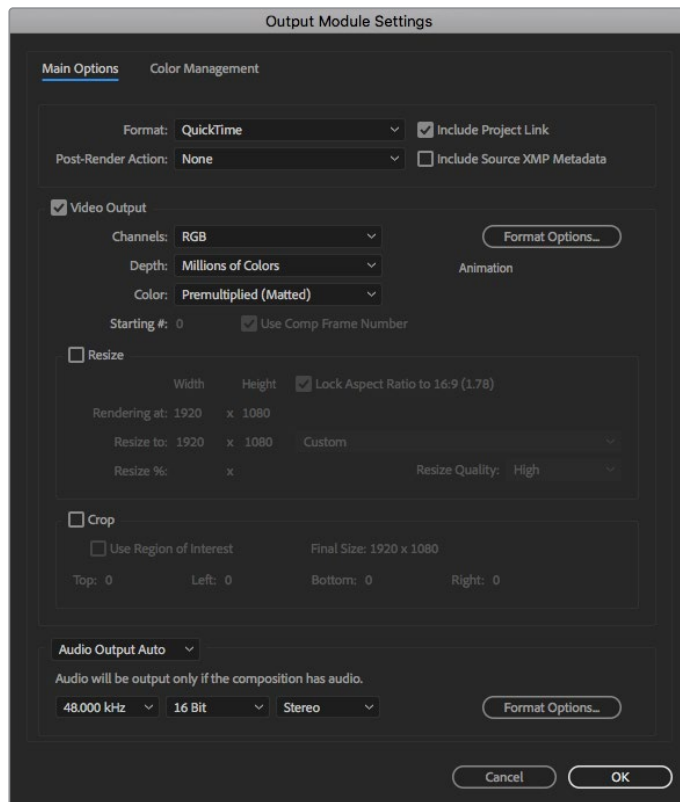 Output Module Settings
Main Options Color Management
Format: QuickTime Include Project Link
Post-Render Action: None Include Source XMP Metadata
Video Output
Channels: RGB Format Options...
Depth: Millions of Colors Animation
Color: Premultiplied (Matted)
Starting #: 0 Use Comp Frame Number
Resize
Width Height Lock Aspect Ratio to 16:9 (1.78)
Rendering at: 1920 x 1080
Resize to: 1920 x 1080 Custom
Resize %: x Resize Quality: High
Crop
Use Region of Interest Final Size: 1920 x 1080
Top: 0 Left: 0 Bottom: 0 Right: 0
Audio Output Auto
Audio will be output only if the composition has audio.
48.000 kHz 16 Bit Stereo Format Options...
Cancel OK